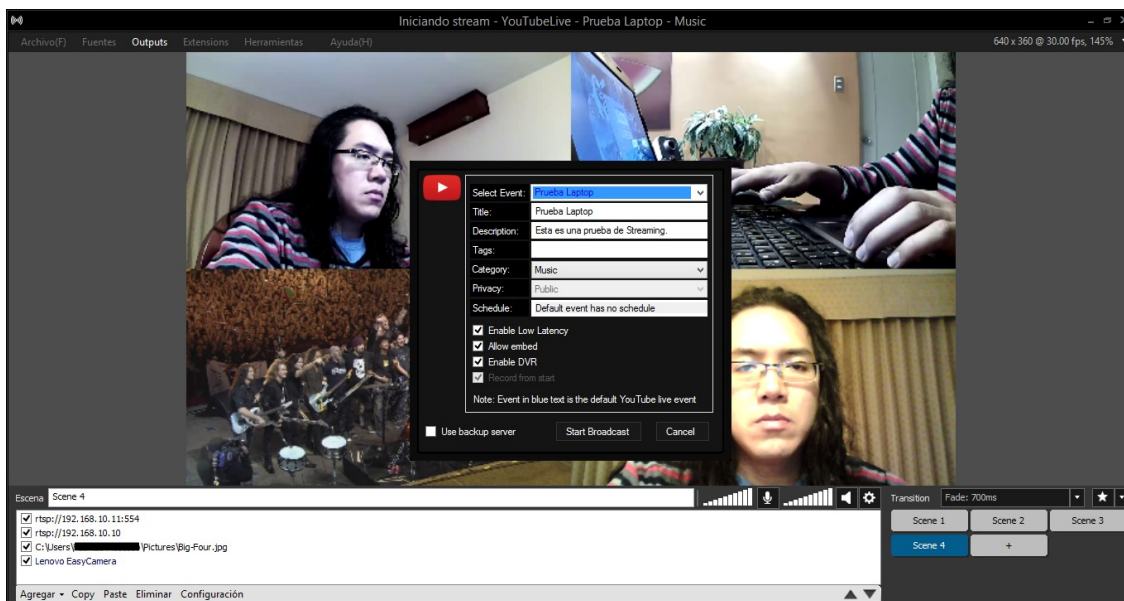 Iniciando stream - YouTubeLive - Prueba Laptop - Music
Archivo(F) Fuentes Outputs Extensions Herramientas Ayuda(H)
640 x 360 @ 30.00 fps, 145%
Select Event: Prueba Laptop
Title: Prueba Laptop
Description: Esta es una prueba de Streaming.
Tags:
Category: Music
Privacy: Public
Schedule: Default event has no schedule
Enable Low Latency
Allow embed
Enable DVR
Record from start
Note: Event in blue text is the default YouTube live event
Use backup server Start Broadcast Cancel
Escena Scene 4
Transition Fade: 700ms
rtsp://192.168.10.11:554
rtsp://192.168.10.10
C:\Users\ \Pictures\Big-Four.jpg
Lenovo EasyCamera
Scene 1 Scene 2 Scene 3
Scene 4 +
Agregar Copy Paste Eliminar Configuración